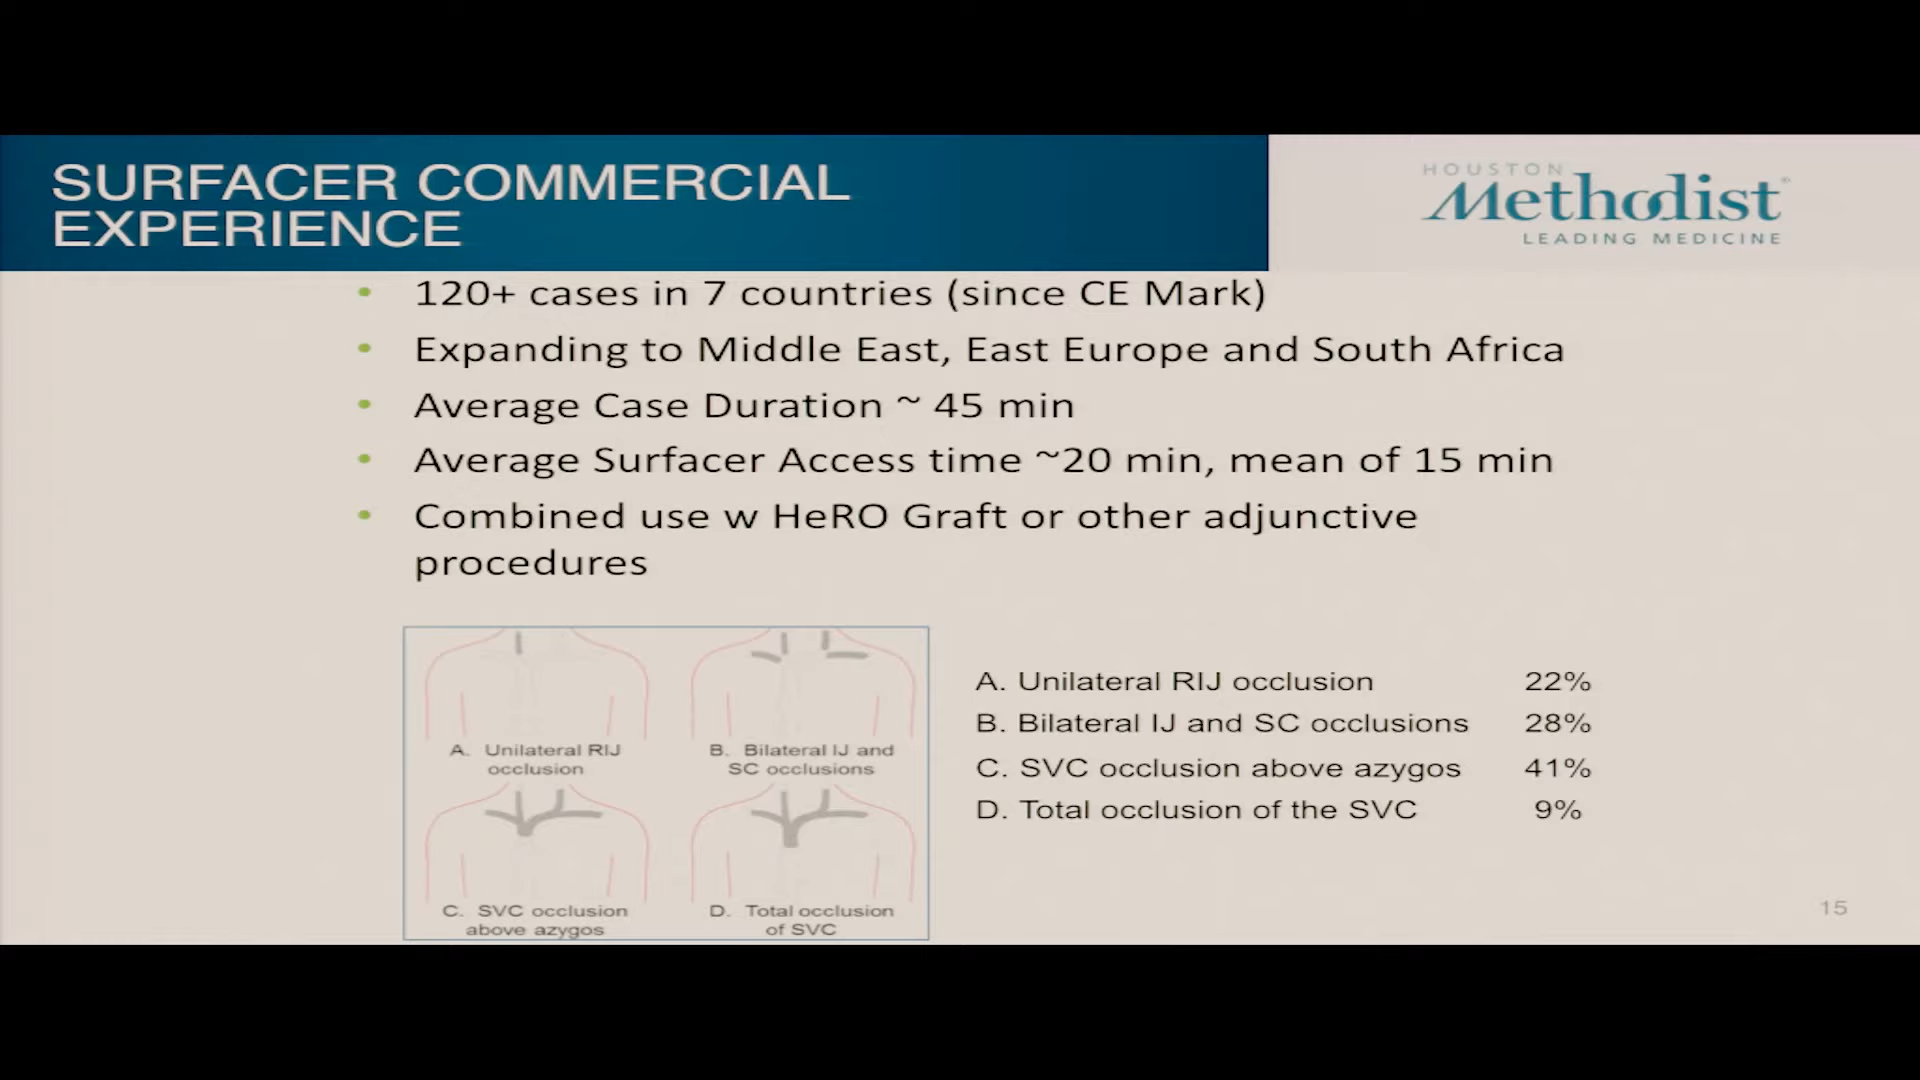 SURFACER COMMERCIAL
EXPERIENCE
HOUSTON
Methodist
LEADING MEDICINE
• 120+ cases in 7 countries (since CE Mark)
• Expanding to Middle East, East Europe and South Africa
• Average Case Duration ~ 45 min
• Average Surfacer Access time ~20 min, mean of 15 min
• Combined use w HeRO Graft or other adjunctive
procedures
A. Unilateral RIJ
occlusion
B. Bilateral IJ and
SC occlusions
C. SVC occlusion
above azygos
D. Total occlusion
of SVC
A. Unilateral RIJ occlusion 22%
B. Bilateral IJ and SC occlusions 28%
C. SVC occlusion above azygos 41%
D. Total occlusion of the SVC 9%
15